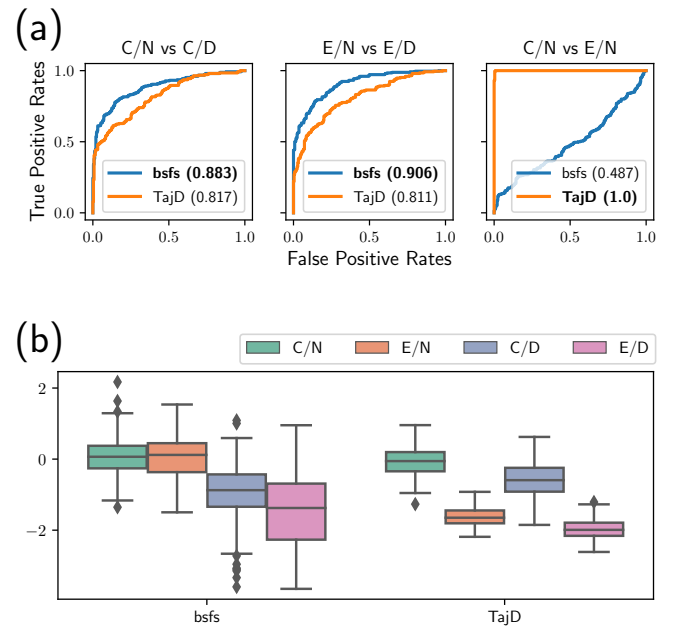 (a)
C/N vs C/D
E/N vs E/D
C/N vs E/N
True Positive Rates
1.0
0.5
0.0
bsfs (0.883)
TajD (0.817)
bsfs (0.906)
TajD (0.811)
bsfs (0.487)
TajD (1.0)
0.0 0.5 1.0
0.0 0.5 1.0
0.0 0.5 1.0
False Positive Rates
(b)
C/N E/N C/D E/D
2
0
−2
bsfs TajD